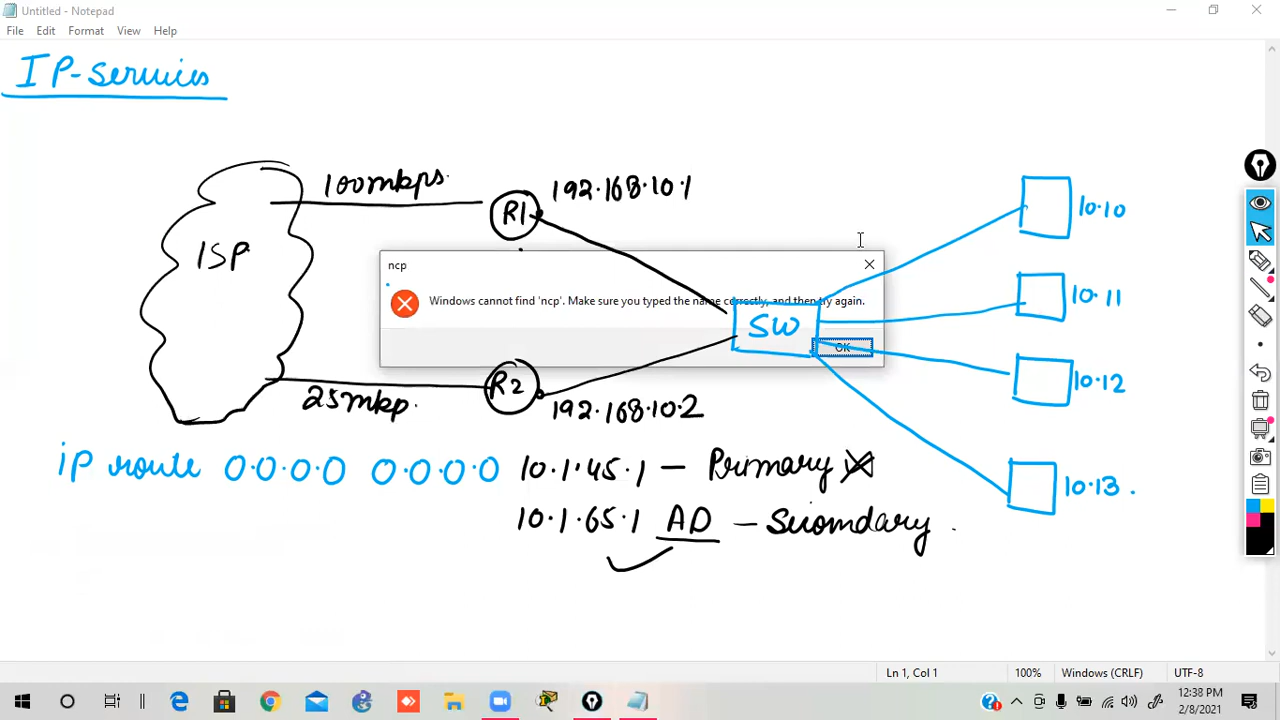 Untitled - Notepad
File Edit Format View Help
IP-services
100mbps.
192.168.10.1
R1
10.10
ISP
ncp
Windows cannot find 'ncp'. Make sure you typed the name correctly, and then try again.
OK
SW
10.11
R2
10.12
25mbp.
192.168.10.2
ip route 0.0.0.0 0.0.0.0 10.1.45.1 - Primary X
10.13.
10.1.65.1 AD - Secondary.
Ln 1, Col 1 100% Windows (CRLF) UTF-8
12:38 PM
2/8/2021